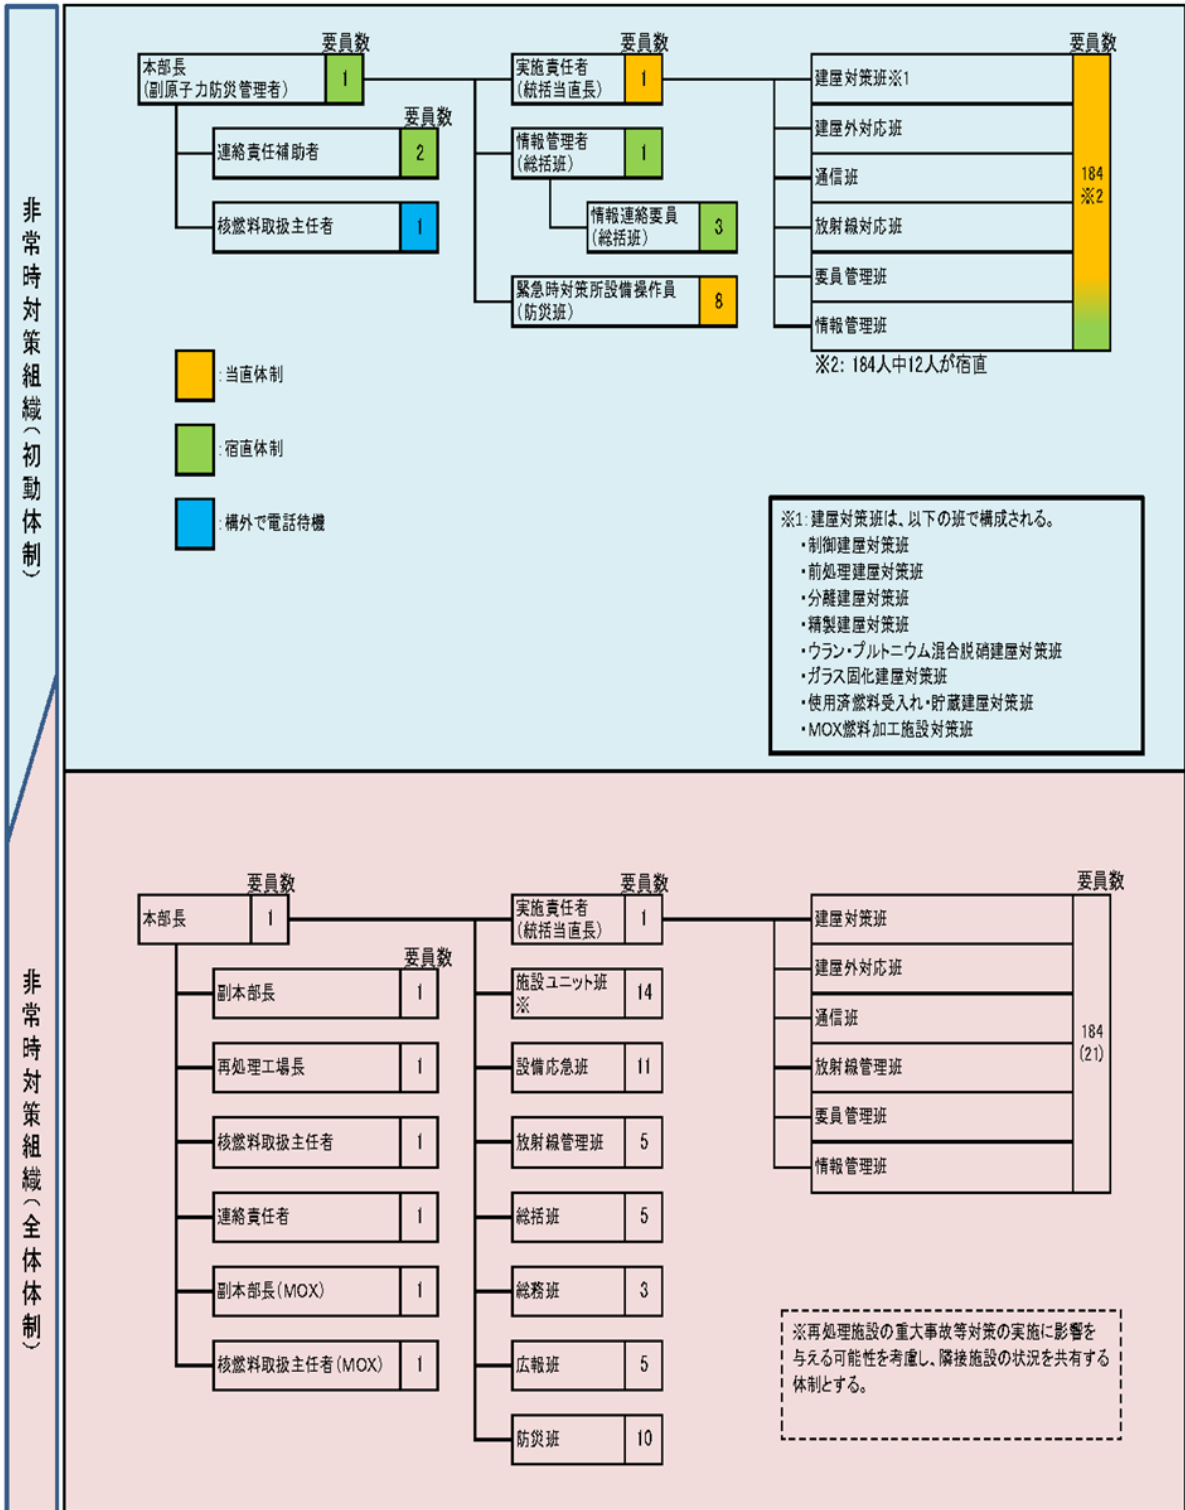 非常時対策組織（初動体制）
要員数
本部長
(副原子力防災管理者)
1
要員数
連絡責任補助者
2
核燃料取扱主任者
1
要員数
実施責任者
(統括当直長)
1
情報管理者
(総括班)
1
情報連絡要員
(総括班)
3
緊急時対策所設備操作員
(防災班)
8
要員数
建屋対策班※1
建屋外対応班
通信班
放射線対応班
要員管理班
情報管理班
184
※2
※2: 184人中12人が宿直
:当直体制
:宿直体制
:構外で電話待機
※1:建屋対策班は、以下の班で構成される。
・制御建屋対策班
・前処理建屋対策班
・分離建屋対策班
・精製建屋対策班
・ウラン・プルトニウム混合脱硝建屋対策班
・ガラス固化建屋対策班
・使用済燃料受入れ・貯蔵建屋対策班
・MOX燃料加工施設対策班
非常時対策組織（全体体制）
要員数
本部長
1
要員数
副本部長
1
再処理工場長
1
核燃料取扱主任者
1
連絡責任者
1
副本部長(MOX)
1
核燃料取扱主任者(MOX)
1
要員数
実施責任者
(統括当直長)
1
施設ユニット班
※
14
設備応急班
11
放射線管理班
5
総括班
5
総務班
3
広報班
5
防災班
10
要員数
建屋対策班
建屋外対応班
通信班
放射線管理班
要員管理班
情報管理班
184
(21)
※再処理施設の重大事故等対策の実施に影響を
与える可能性を考慮し、隣接施設の状況を共有する
体制とする。